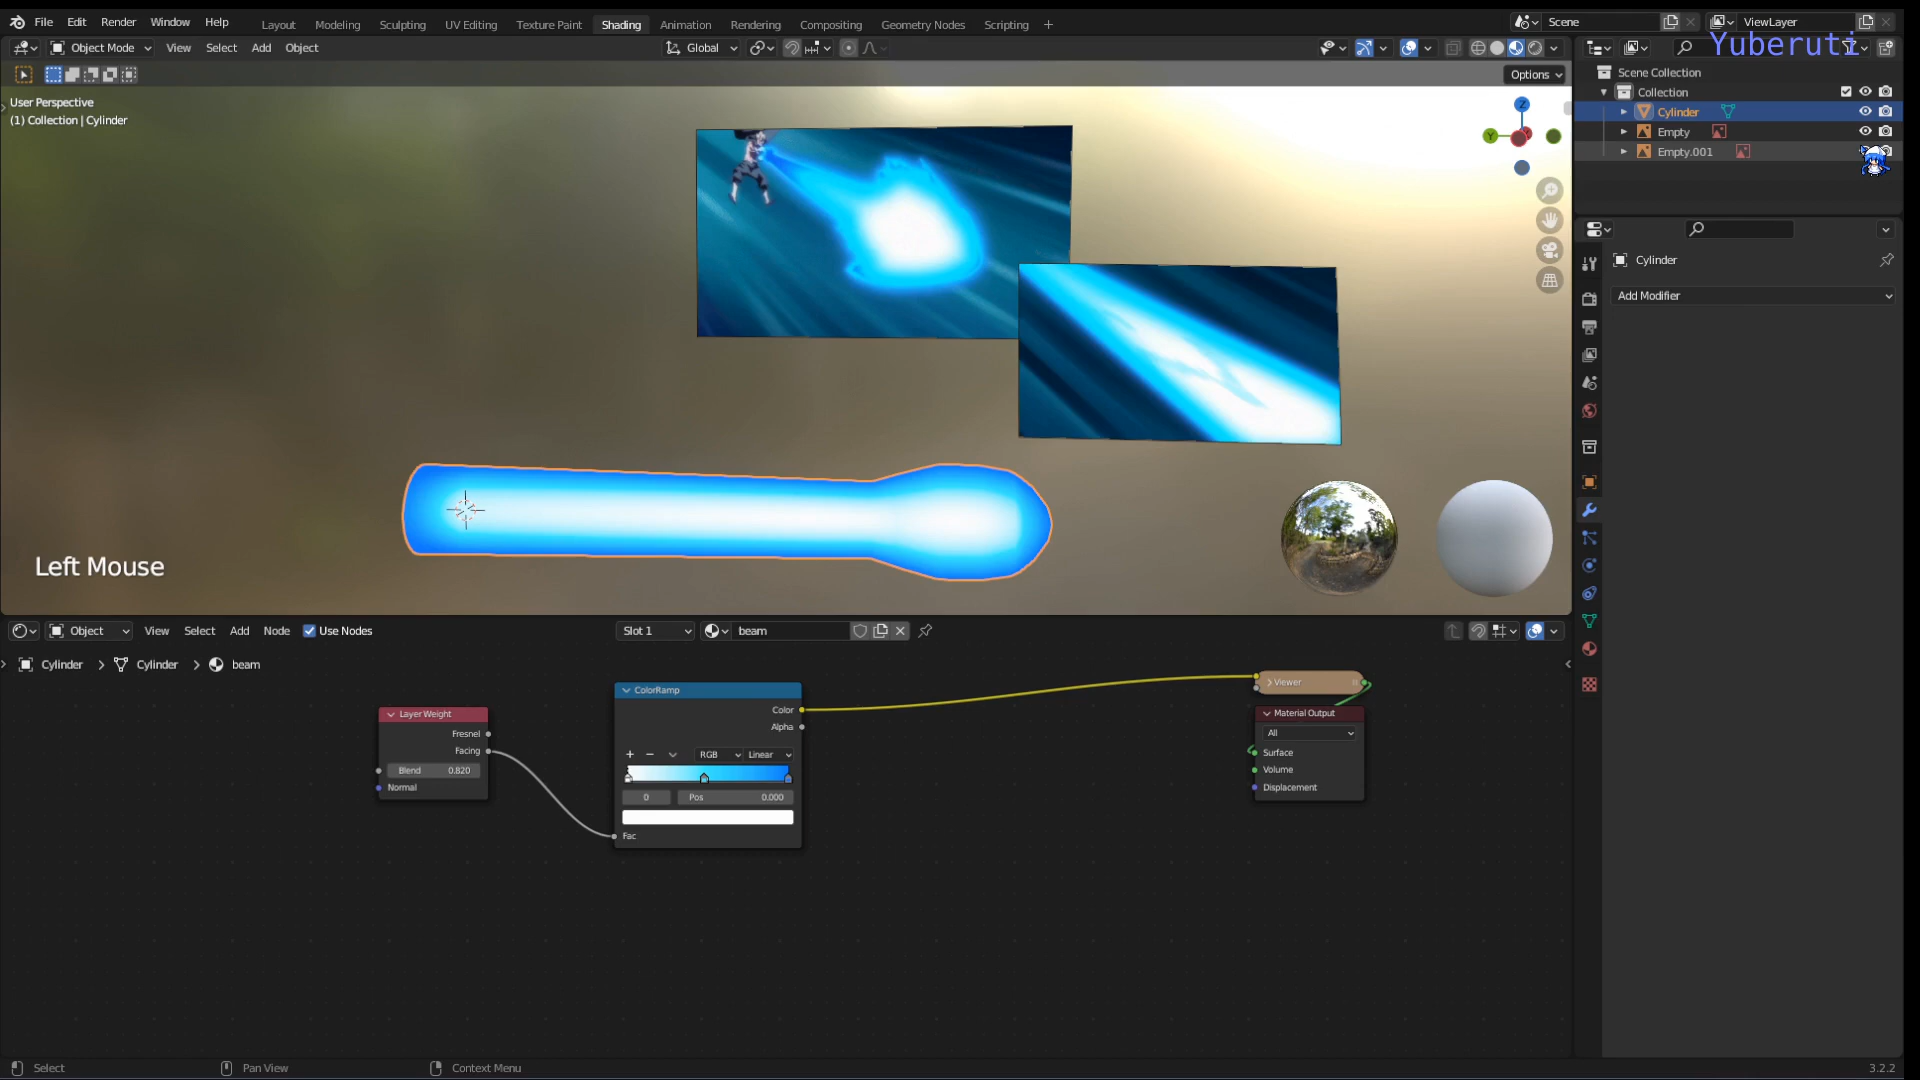 File Edit Render Window Help
Layout Modeling Sculpting UV Editing Texture Paint Shading Animation Rendering Compositing Geometry Nodes Scripting +
Scene
ViewLayer
Object Mode View Select Add Object
Global
Yuberuti
Options
User Perspective
(1) Collection | Cylinder
Z
Y
Scene Collection
Collection
Cylinder
Empty
Empty.001
Cylinder
Add Modifier
Left Mouse
Object View Select Add Node Use Nodes
Slot 1
beam
Cylinder > Cylinder > beam
Layer Weight
Fresnel
Facing
Blend 0.820
Normal
ColorRamp
Color
Alpha
+ − RGB Linear
0 Pos 0.000
Fac
Viewer
Material Output
All
Surface
Volume
Displacement
Select Pan View Context Menu
3.2.2